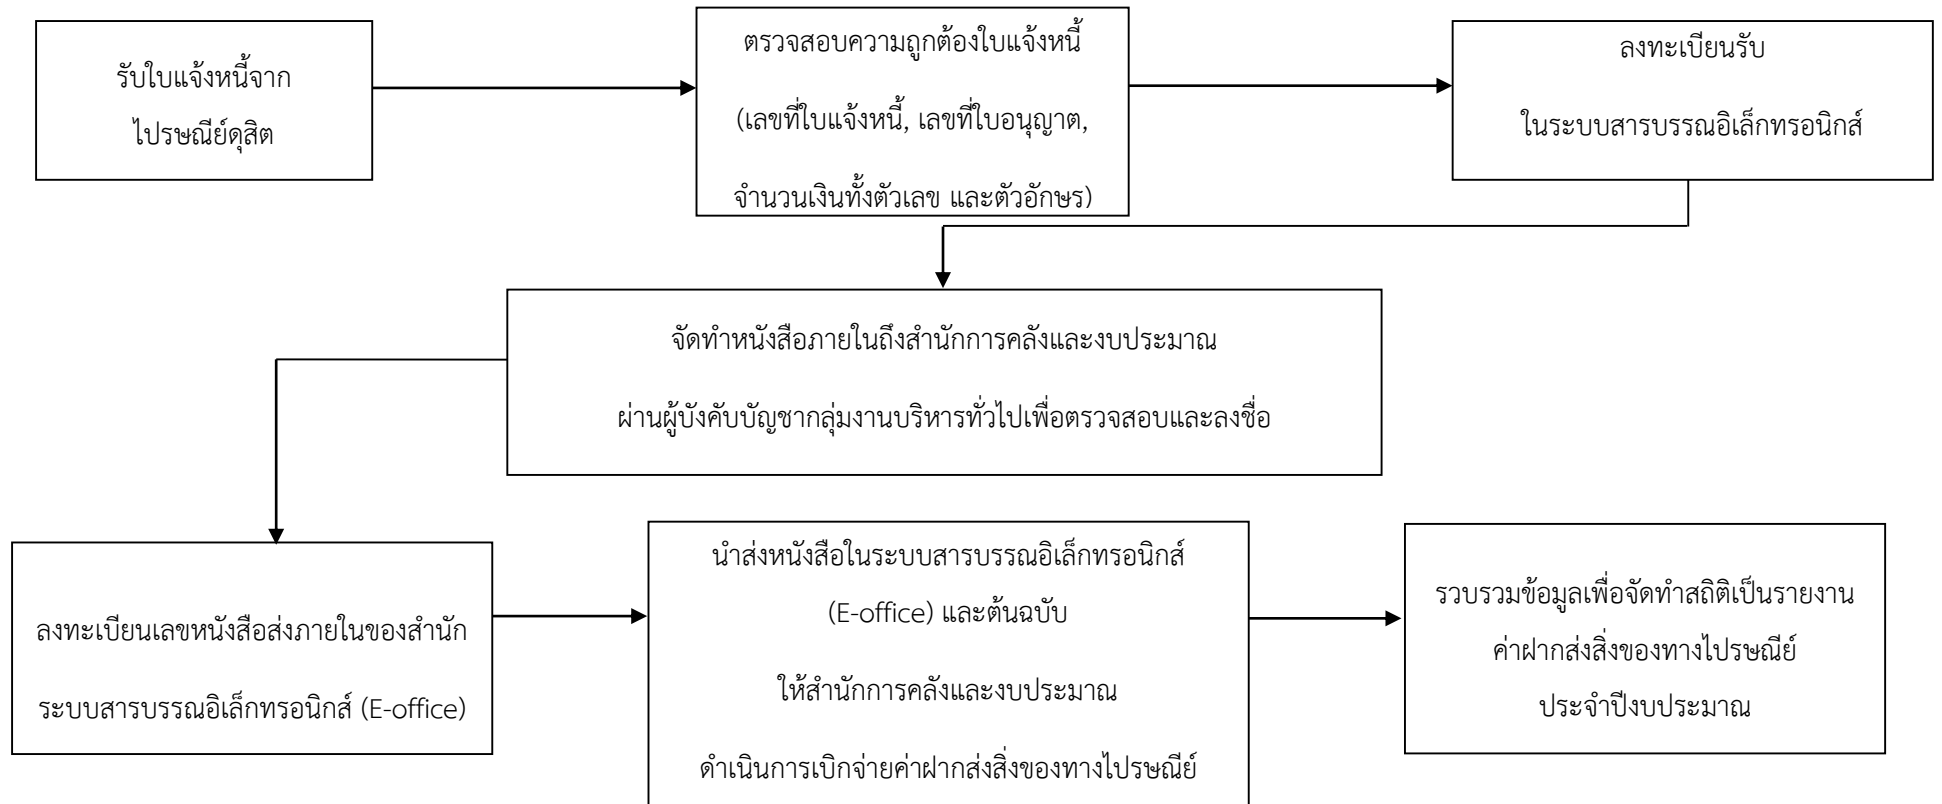 รับใบแจ้งหนี้จาก
ไปรษณีย์ดุสิต
ตรวจสอบความถูกต้องใบแจ้งหนี้
(เลขที่ใบแจ้งหนี้, เลขที่ใบอนุญาต,
จำนวนเงินทั้งตัวเลข และตัวอักษร)
ลงทะเบียนรับ
ในระบบสารบรรณอิเล็กทรอนิกส์
จัดทำหนังสือภายในถึงสำนักการคลังและงบประมาณ
ผ่านผู้บังคับบัญชากลุ่มงานบริหารทั่วไปเพื่อตรวจสอบและลงชื่อ
ลงทะเบียนเลขหนังสือส่งภายในของสำนัก
ระบบสารบรรณอิเล็กทรอนิกส์ (E-office)
นำส่งหนังสือในระบบสารบรรณอิเล็กทรอนิกส์
(E-office) และต้นฉบับ
ให้สำนักการคลังและงบประมาณ
ดำเนินการเบิกจ่ายค่าฝากส่งสิ่งของทางไปรษณีย์
รวบรวมข้อมูลเพื่อจัดทำสถิติเป็นรายงาน
ค่าฝากส่งสิ่งของทางไปรษณีย์
ประจำปีงบประมาณ